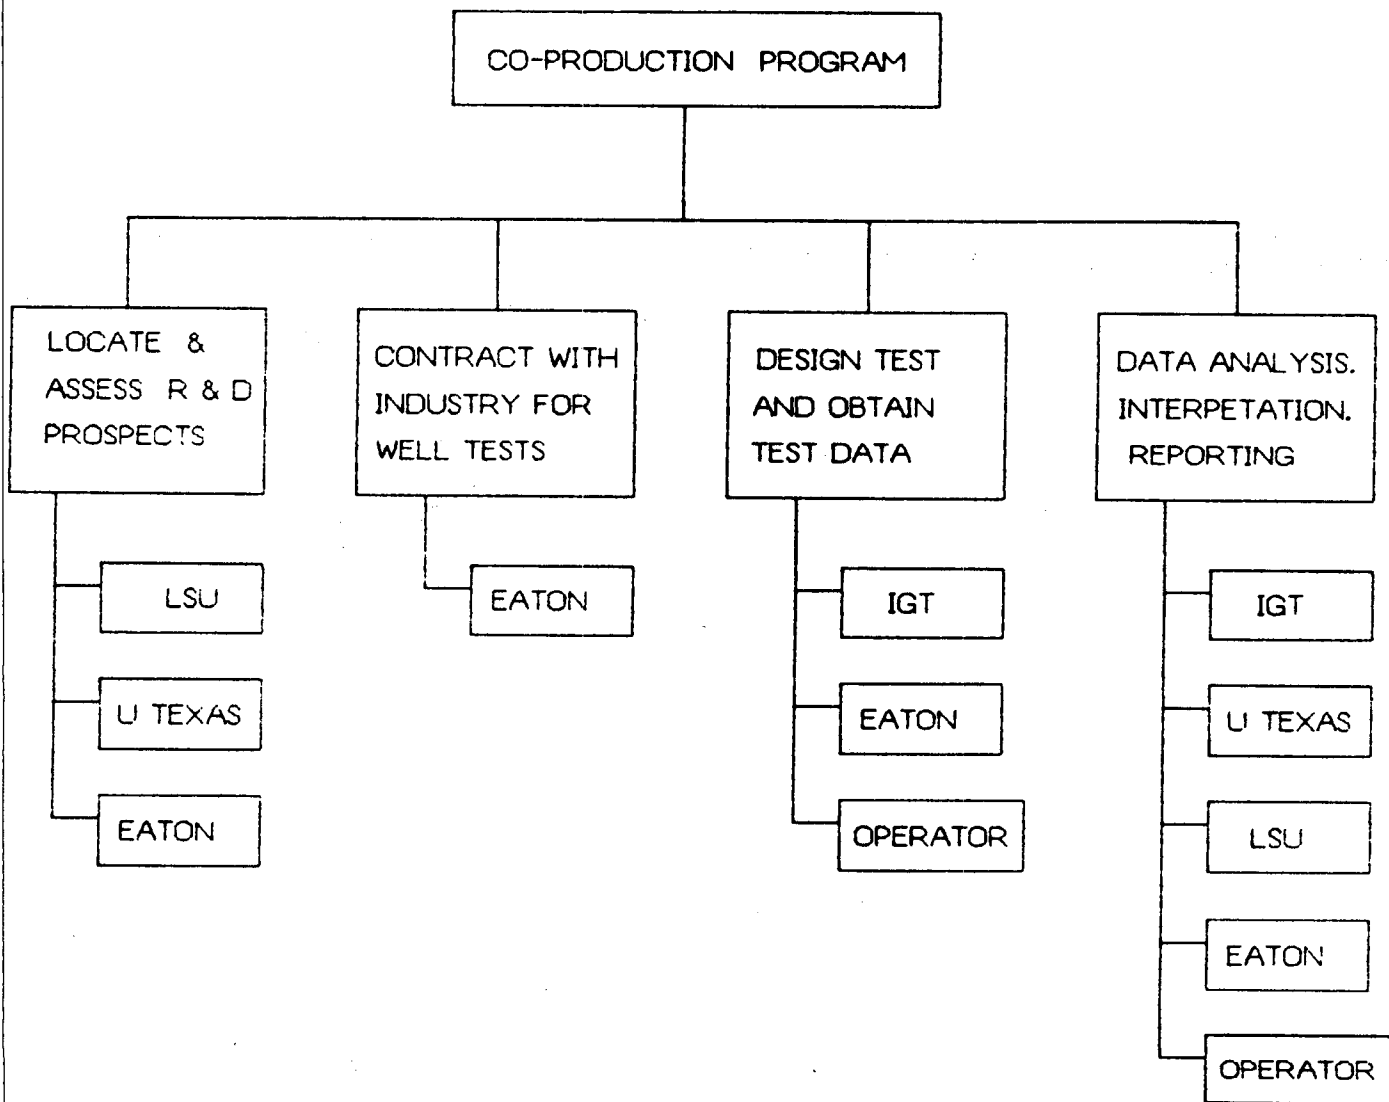 CO-PRODUCTION PROGRAM
LOCATE &
ASSESS R & D
PROSPECTS
LSU
U TEXAS
EATON
CONTRACT WITH
INDUSTRY FOR
WELL TESTS
EATON
DESIGN TEST
AND OBTAIN
TEST DATA
IGT
EATON
OPERATOR
DATA ANALYSIS.
INTERPETATION.
REPORTING
IGT
U TEXAS
LSU
EATON
OPERATOR